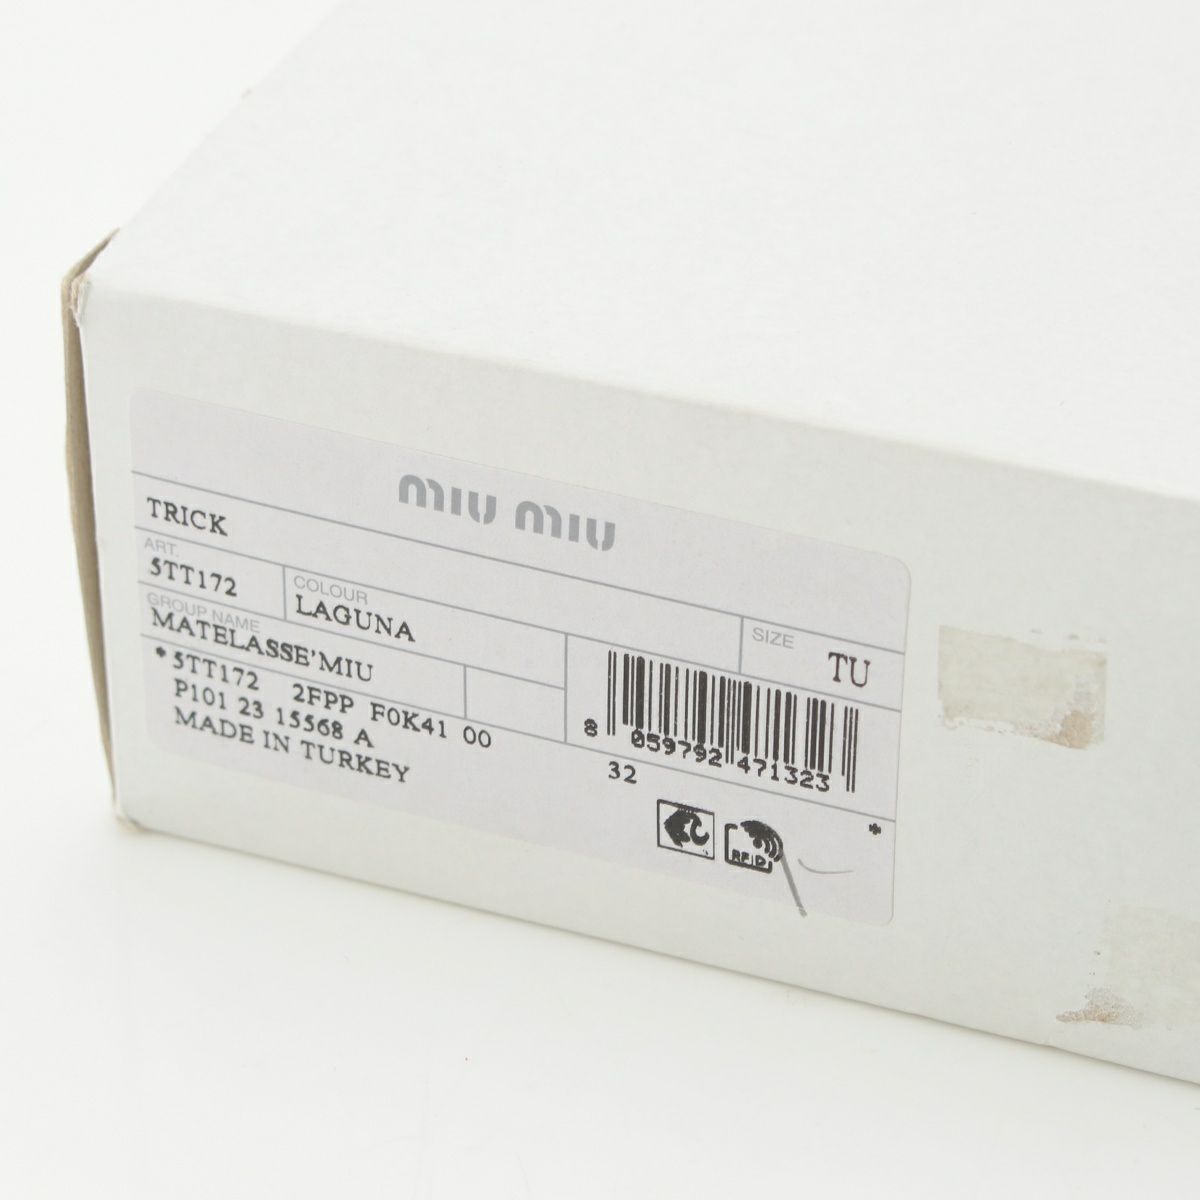 miu miu
TRICK
ART.
5TT172
COLOUR
LAGUNA
SIZE
TU
GROUP NAME
MATELASSE'MIU
*5TT172 2FPP F0K41 00
P101 23 15568 A
MADE IN TURKEY
8 059792 471323
32
*
RFID